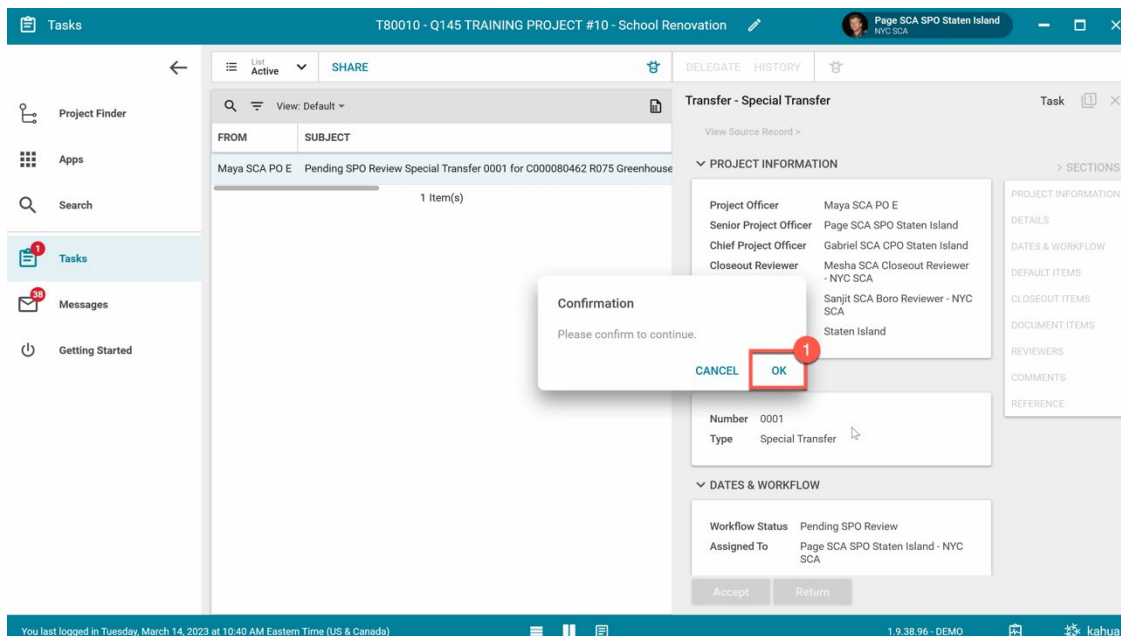 Tasks
T80010 - Q145 TRAINING PROJECT #10 - School Renovation
Page SCA SPO Staten Island
NYC SCA
List
Active
SHARE
DELEGATE HISTORY
Project Finder
Apps
Search
1
Tasks
38
Messages
Getting Started
View: Default
FROM SUBJECT
Maya SCA PO E Pending SPO Review Special Transfer 0001 for C000080462 R075 Greenhouse
1 Item(s)
Transfer - Special Transfer
Task
1
View Source Record >
PROJECT INFORMATION
Project Officer Maya SCA PO E
Senior Project Officer Page SCA SPO Staten Island
Chief Project Officer Gabriel SCA CPO Staten Island
Closeout Reviewer Mesha SCA Closeout Reviewer
- NYC SCA
Sanjit SCA Boro Reviewer - NYC
SCA
Staten Island
Confirmation
Please confirm to continue.
1
CANCEL OK
Number 0001
Type Special Transfer
DATES & WORKFLOW
Workflow Status Pending SPO Review
Assigned To Page SCA SPO Staten Island - NYC
SCA
Accept Return
> SECTIONS
PROJECT INFORMATION
DETAILS
DATES & WORKFLOW
DEFAULT ITEMS
CLOSEOUT ITEMS
DOCUMENT ITEMS
REVIEWERS
COMMENTS
REFERENCE
You last logged in Tuesday, March 14, 2023 at 10:40 AM Eastern Time (US & Canada)
1.9.38.96 - DEMO
kahua